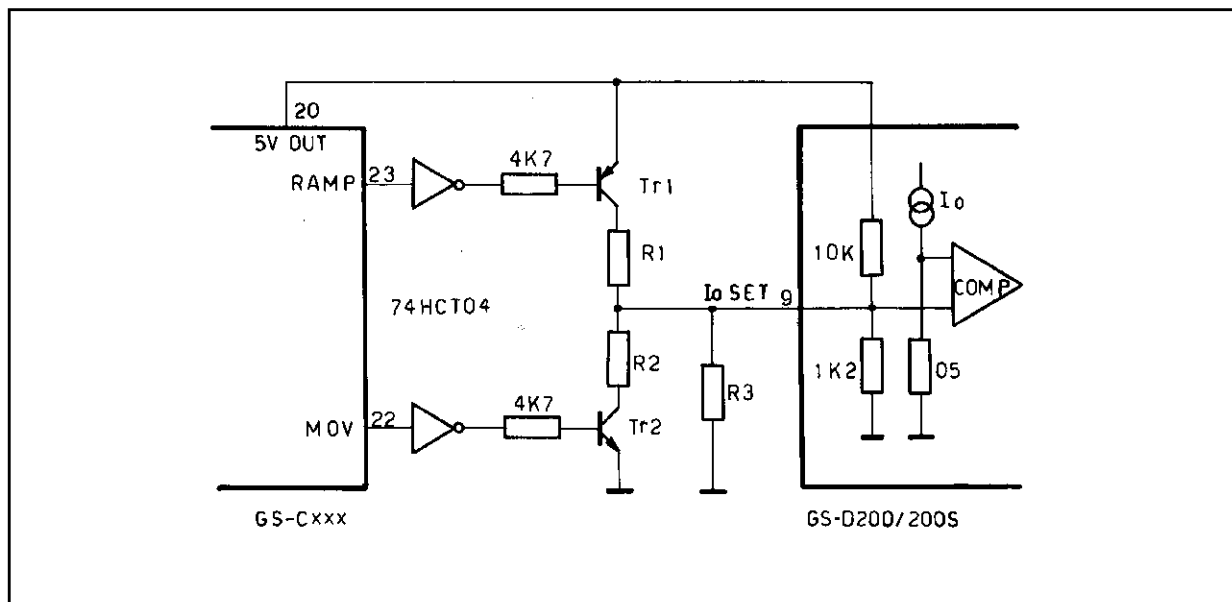 20
5V OUT
RAMP 23
4K7
Tr1
R1
Io
10K
COMP
74HCT04
Io SET 9
R2
R3
1K2
05
MOV 22
4K7
Tr2
GS-Cxxx
GS-D200/200S